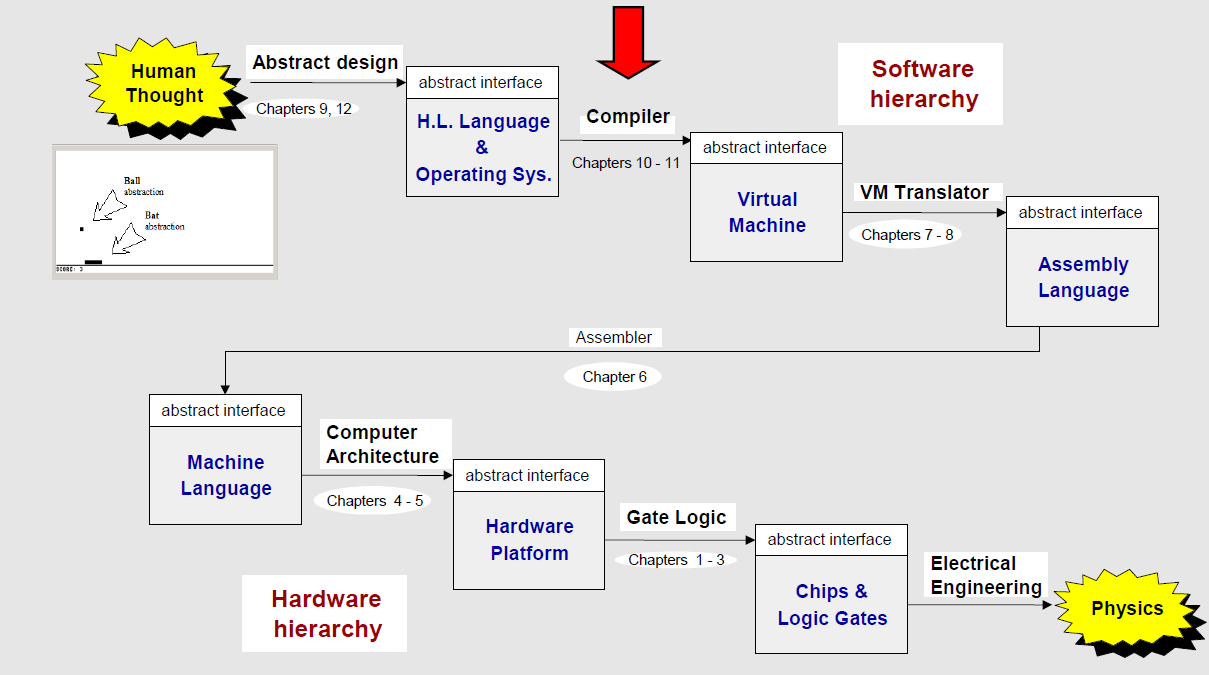 Human
Thought
Abstract design
Chapters 9, 12
abstract interface
H.L. Language
&
Operating Sys.
Compiler
Chapters 10 - 11
abstract interface
Virtual
Machine
Software
hierarchy
VM Translator
Chapters 7 - 8
abstract interface
Assembly
Language
Ball
abstraction
Bat
abstraction
SCORE: 3
Assembler
Chapter 6
abstract interface
Machine
Language
Computer
Architecture
Chapters 4 - 5
abstract interface
Hardware
Platform
Gate Logic
Chapters 1 - 3
abstract interface
Chips &
Logic Gates
Electrical
Engineering
Physics
Hardware
hierarchy